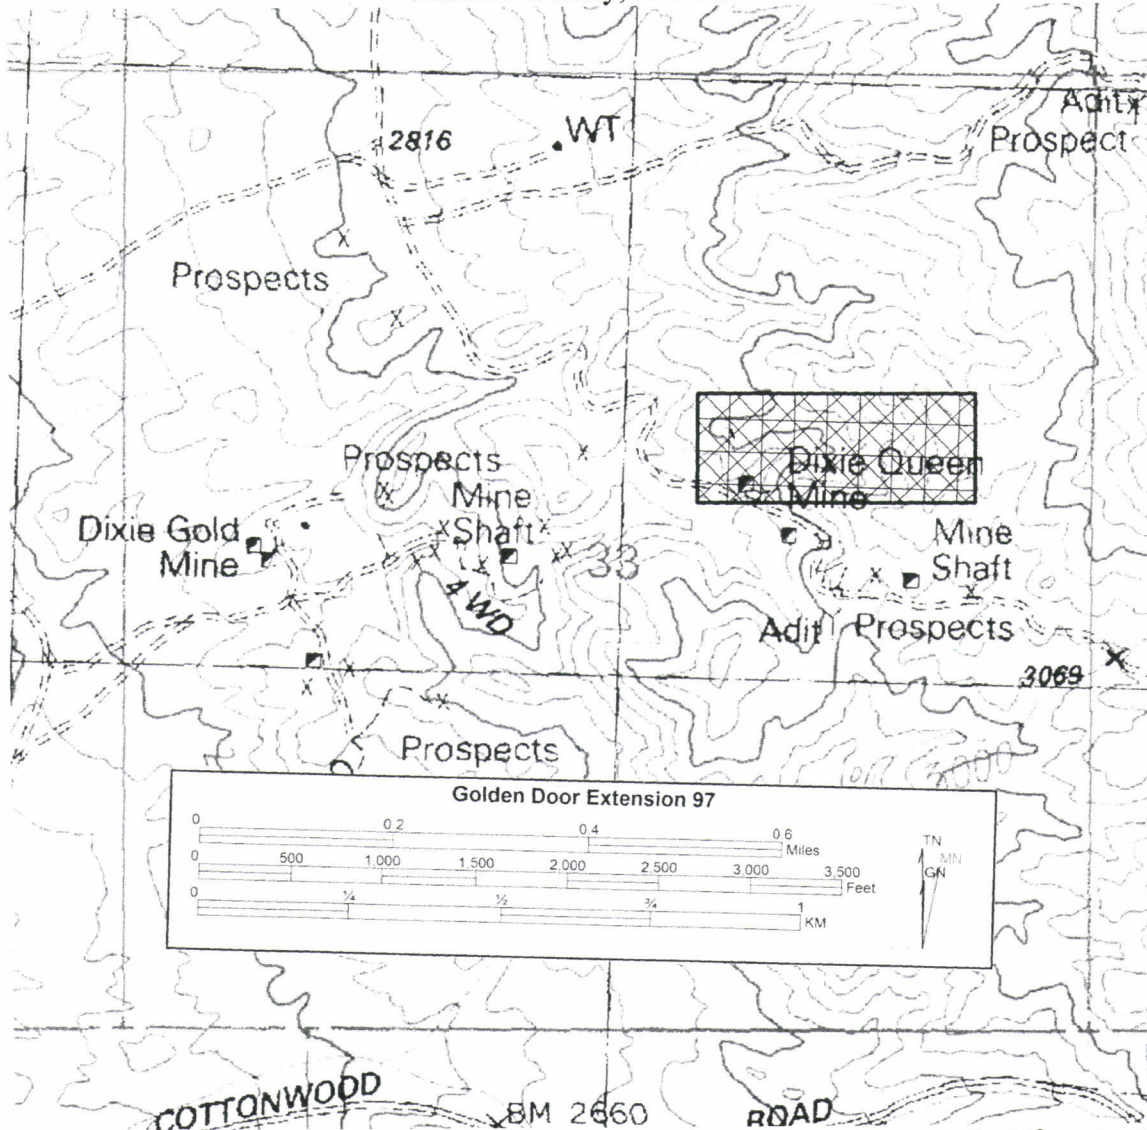 Adit
Prospect
2816
WT
Prospects
Prospects
Dixie Queen
Mine
Mine
Shaft
Dixie Gold
Mine
Mine
Shaft
33
4 WD
Adit
Prospects
3069
Prospects
3000
Golden Door Extension 97
0 0.2 0.4 0.6
Miles
0 500 1,000 1,500 2,000 2,500 3,000 3,500
Feet
0 ¼ ½ ¾ 1
KM
TN
MN
GN
COTTONWOOD
BM 2660
ROAD